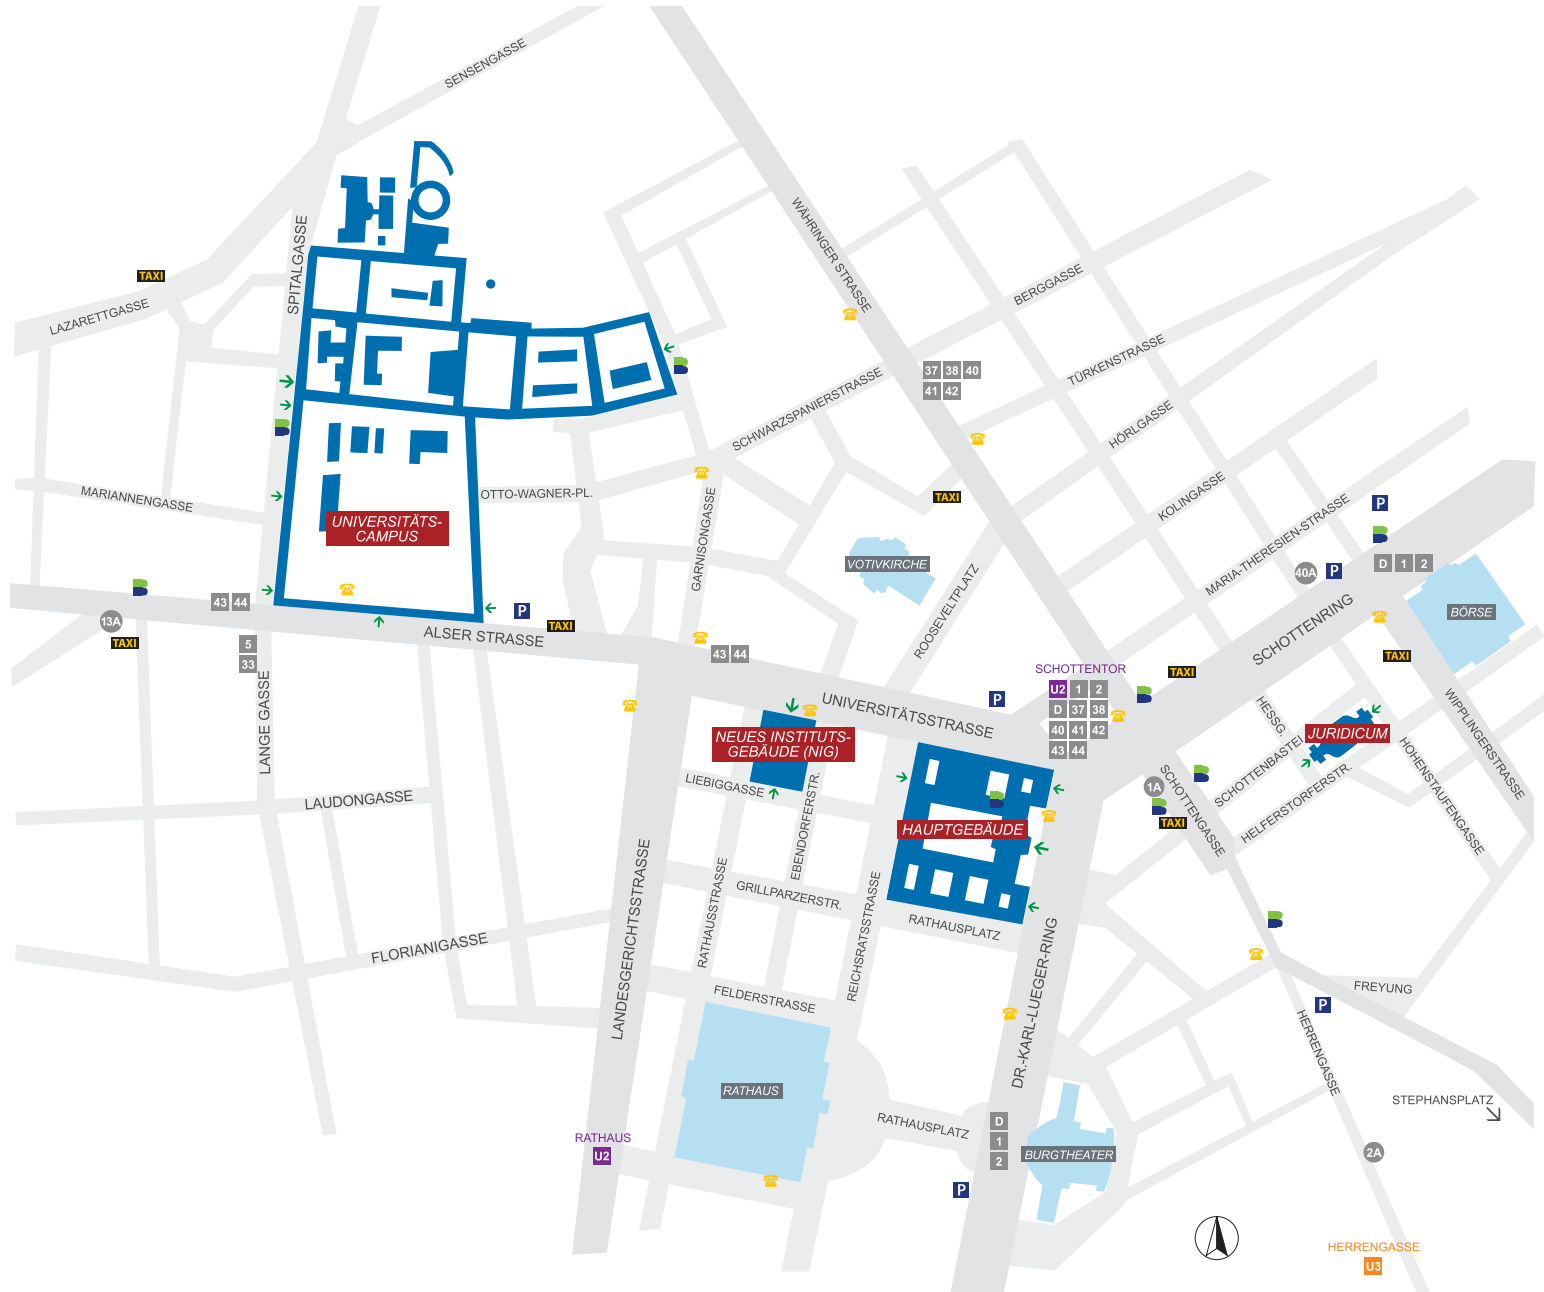 SENSENGASSE
WÄHRINGER STRASSE
SPITALGASSE
TAXI
LAZARETTGASSE
BERGGASSE
TÜRKENSTRASSE
37 38 40
41 42
SCHWARZSPANIERSTRASSE
HÖRLGASSE
MARIANNENGASSE
OTTO-WAGNER-PL.
TAXI
KOLINGASSE
P
UNIVERSITÄTS-
CAMPUS
GARNISONGASSE
MARIA-THERESIEN-STRASSE
VOTIVKIRCHE
D 1 2
40A
P
ROOSEVELTPLATZ
43 44
P
13A
TAXI
TAXI
ALSER STRASSE
SCHOTTENRING
BÖRSE
5
33
43 44
TAXI
SCHOTTENTOR
U2 1 2
D 37 38
40 41 42
43 44
TAXI
P
UNIVERSITÄTSSTRASSE
LANGE GASSE
NEUES INSTITUTS-
GEBÄUDE (NIG)
HESSG.
JURIDICUM
WIPPLINGERSTRASSE
SCHOTTENBASTEI
HOHENSTAUFENGASSE
HELFERSTORFERSTR.
LIEBIGGASSE
EBENDORFERSTR.
1A
TAXI
SCHOTTENGASSE
LAUDONGASSE
HAUPTGEBÄUDE
LANDESGERICHTSSTRASSE
RATHAUSSTRASSE
GRILLPARZERSTR.
REICHSRATSSTRASSE
RATHAUSPLATZ
FLORIANIGASSE
DR.-KARL-LUEGER-RING
FELDERSTRASSE
FREYUNG
P
HERRENGASSE
RATHAUS
STEPHANSPLATZ
RATHAUSPLATZ
D
1
2
RATHAUS
U2
BURGTHEATER
2A
P
HERRENGASSE
U3